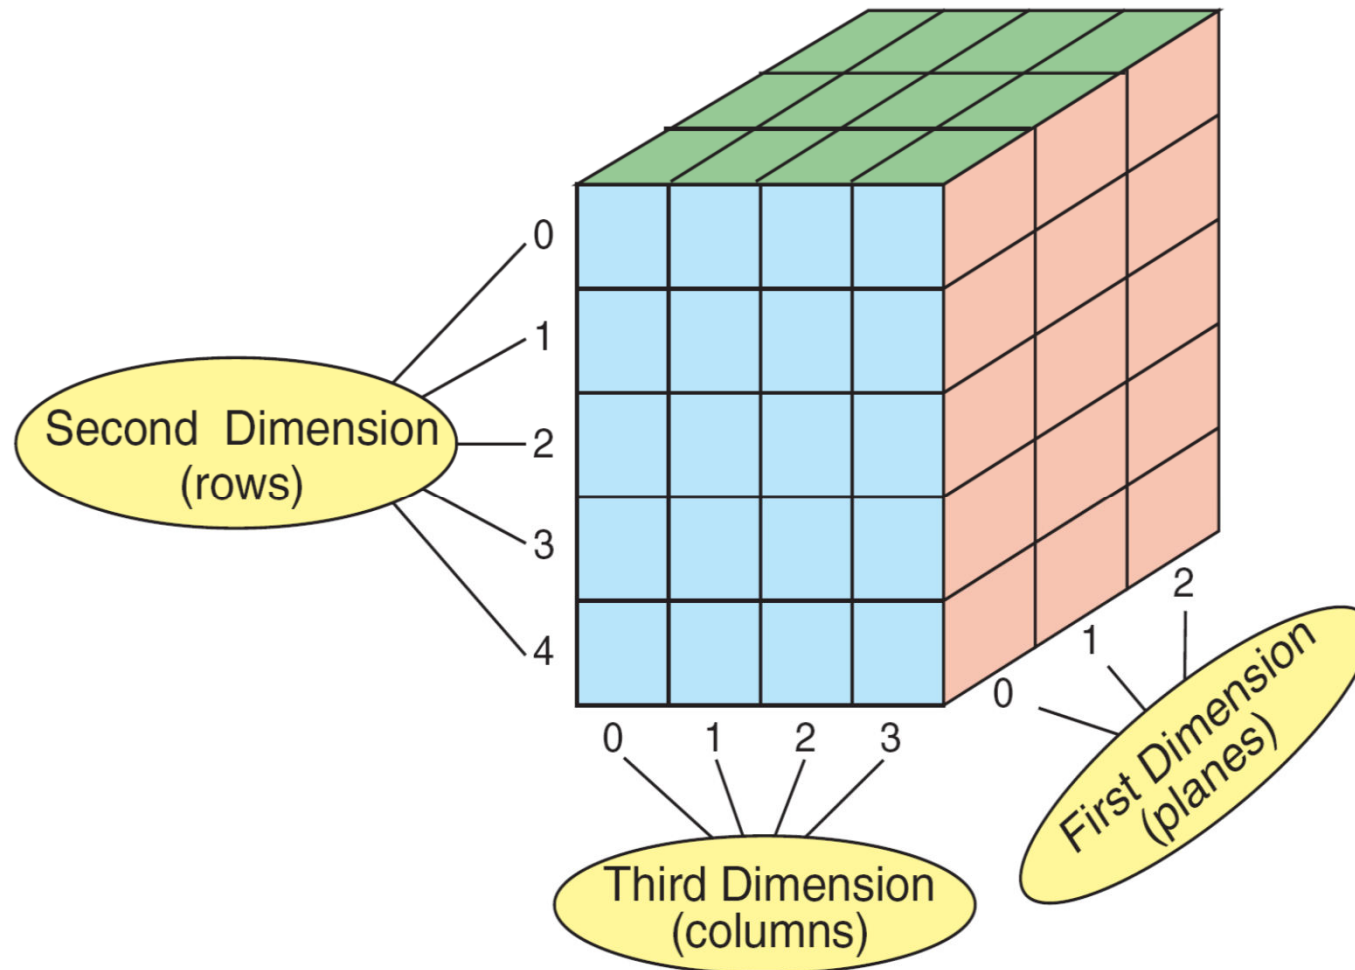 0
1
Second Dimension
(rows)
2
3
4
0 1 2 3
Third Dimension
(columns)
0
1
2
First Dimension
(planes)